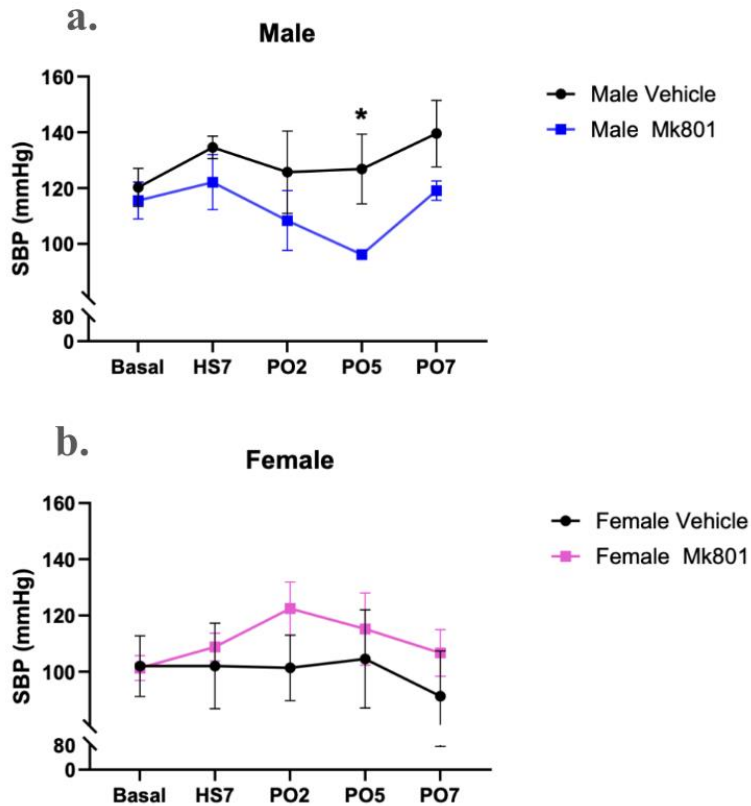 a.
Male
160
140
120
100
80
0
SBP (mmHg)
*
Basal HS7 PO2 PO5 PO7
Male Vehicle
Male Mk801
b.
Female
160
140
120
100
80
0
SBP (mmHg)
Basal HS7 PO2 PO5 PO7
Female Vehicle
Female Mk801